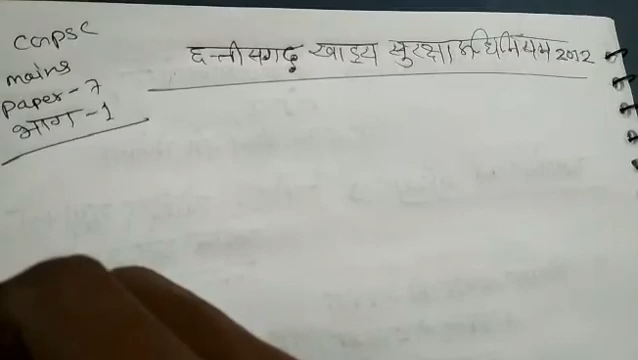 CGPSC
mains
paper - 7
भाग - 1
छत्तीसगढ़ खाद्य सुरक्षा अधिनियम 2012